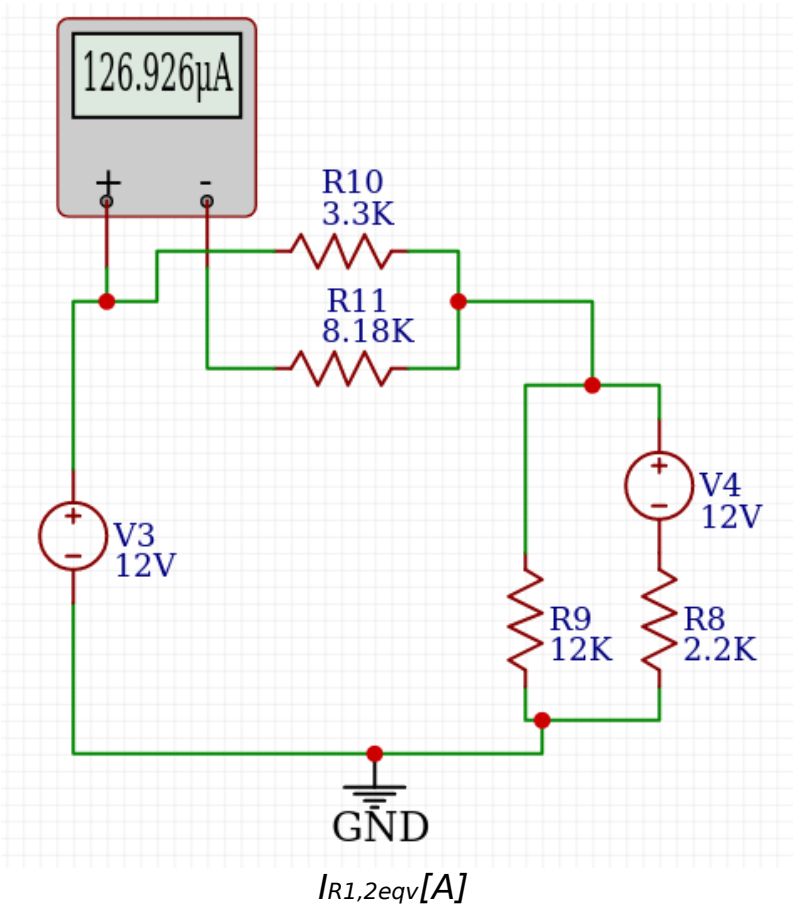 126.926µA
+ -
R10
3.3K
R11
8.18K
+
-
V3
12V
+
-
V4
12V
R9
12K
R8
2.2K
GND
IR1,2eqv[A]